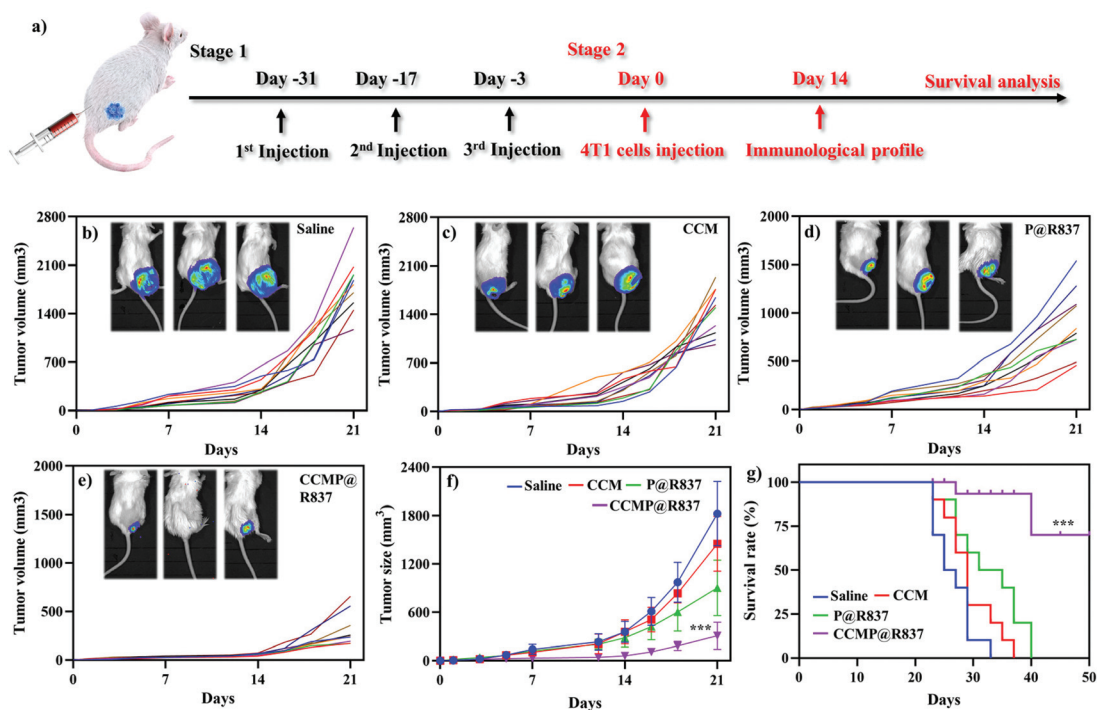 a)
Stage 1
Stage 2
Day -31
Day -17
Day -3
Day 0
Day 14
Survival analysis
1st Injection
2nd Injection
3rd Injection
4T1 cells injection
Immunological profile
b)
Saline
Tumor volume (mm3)
2800
2100
1400
700
0
0 7 14 21
Days
c)
CCM
Tumor volume (mm3)
2800
2100
1400
700
0
0 7 14 21
Days
d)
P@R837
Tumor volume (mm3)
2000
1500
1000
500
0
0 7 14 21
Days
e)
CCMP@
R837
Tumor volume (mm3)
2000
1500
1000
500
0
0 7 14 21
Days
f)
Saline CCM P@R837
CCMP@R837
Tumor size (mm3)
2400
1800
1200
600
0
***
0 7 14 21
Days
g)
Survival rate (%)
100
75
50
25
0
***
Saline CCM
P@R837
CCMP@R837
0 10 20 30 40 50
Days